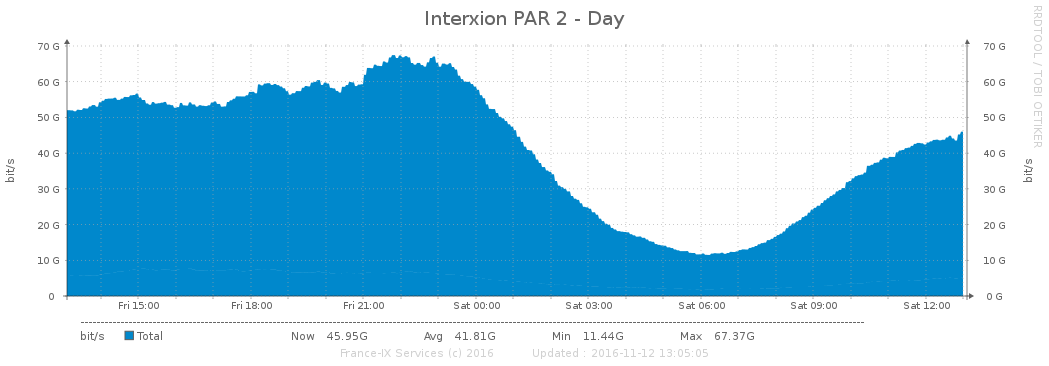 Interxion PAR 2 - Day
RRDTOOL / TOBI OETIKER
70 G 70 G
60 G 60 G
50 G 50 G
40 G 40 G
30 G 30 G
20 G 20 G
10 G 10 G
0 0 G
bit/s bit/s
Fri 15:00 Fri 18:00 Fri 21:00 Sat 00:00 Sat 03:00 Sat 06:00 Sat 09:00 Sat 12:00
bit/s Total Now 45.95G Avg 41.81G Min 11.44G Max 67.37G
France-IX Services (c) 2016 Updated : 2016-11-12 13:05:05